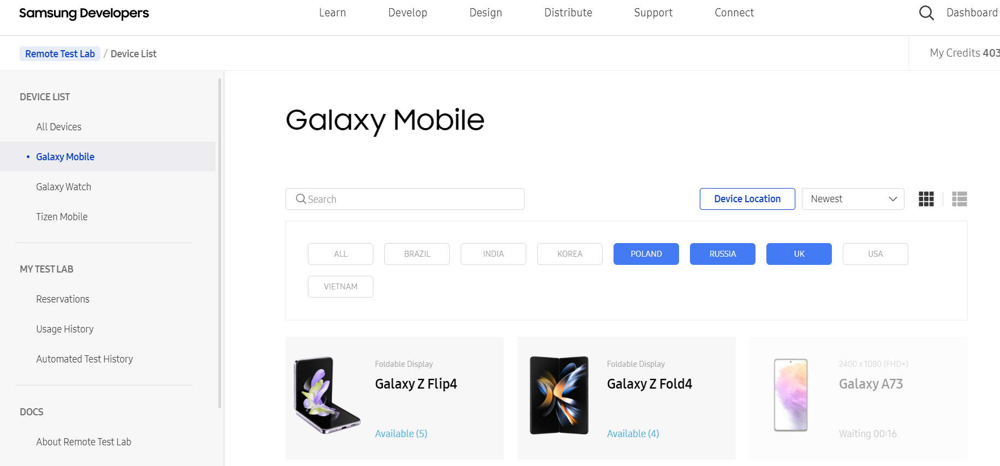 Samsung Developers
Learn Develop Design Distribute Support Connect
Dashboard
Remote Test Lab / Device List
My Credits 403
DEVICE LIST
All Devices
• Galaxy Mobile
Galaxy Watch
Tizen Mobile
MY TEST LAB
Reservations
Usage History
Automated Test History
DOCS
About Remote Test Lab
Galaxy Mobile
Search
Device Location
Newest
ALL BRAZIL INDIA KOREA POLAND RUSSIA UK USA
VIETNAM
Foldable Display
Galaxy Z Flip4
Available (5)
Foldable Display
Galaxy Z Fold4
Available (4)
2400 x 1080 (FHD+)
Galaxy A73
Waiting 00:16